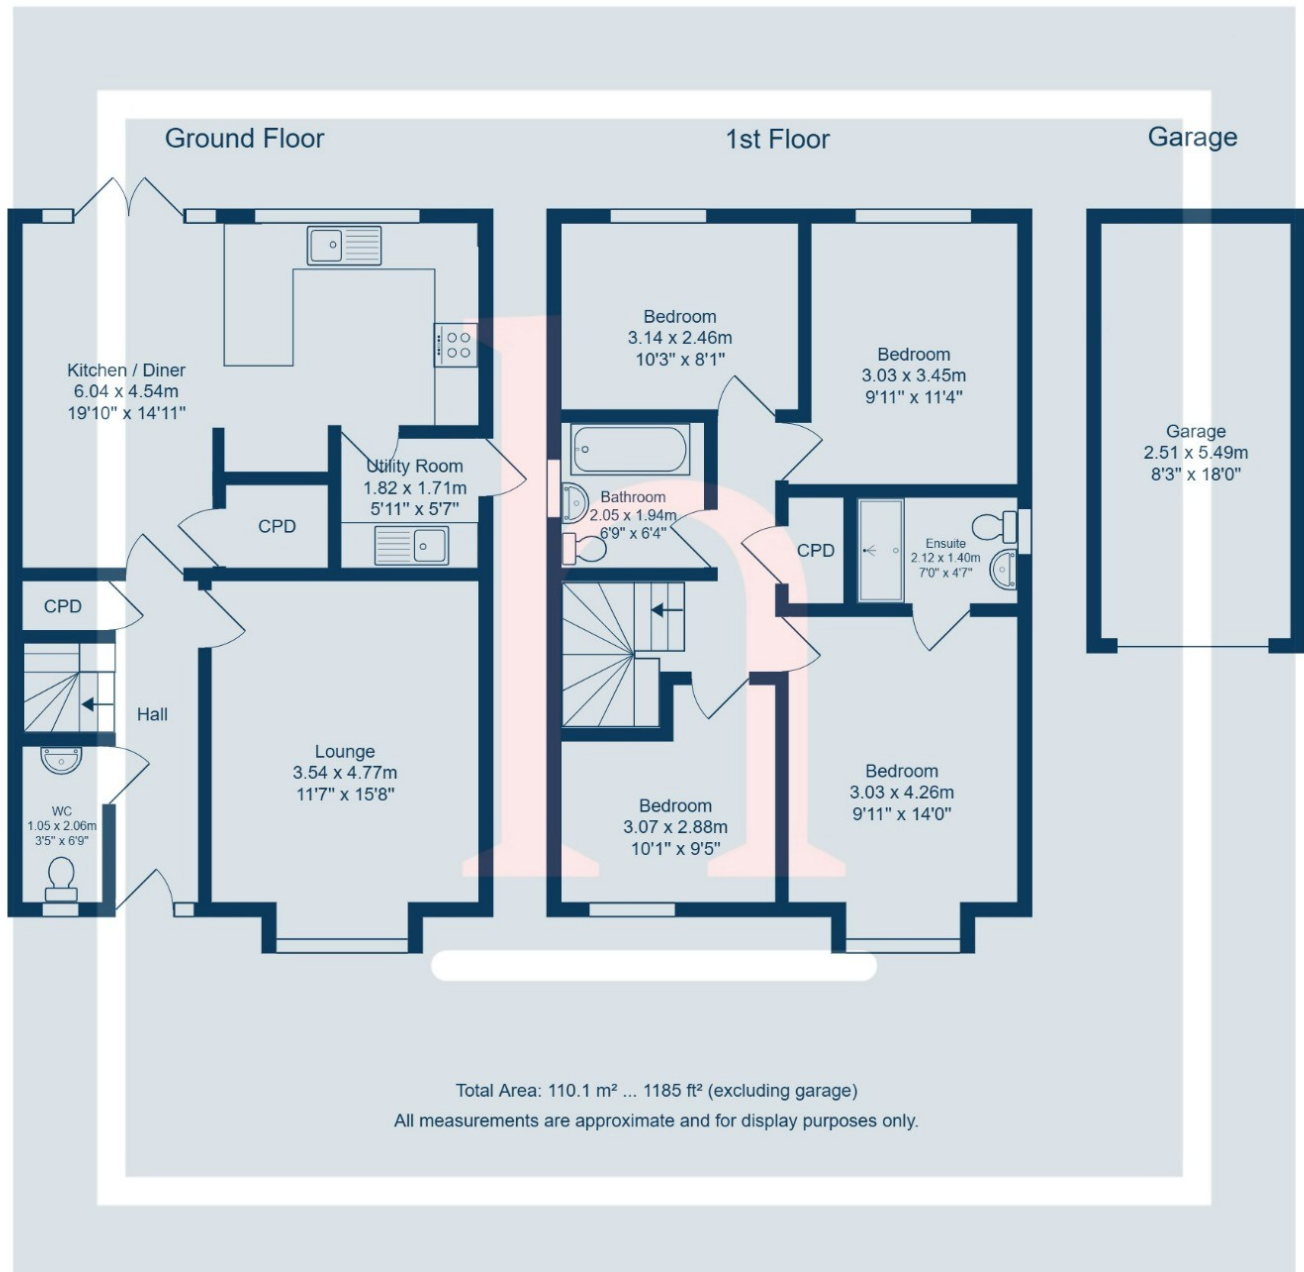 Ground Floor
1st Floor
Garage
Kitchen / Diner
6.04 x 4.54m
19'10" x 14'11"
Utility Room
1.82 x 1.71m
5'11" x 5'7"
CPD
CPD
Hall
Lounge
3.54 x 4.77m
11'7" x 15'8"
WC
1.05 x 2.06m
3'5" x 6'9"
Bedroom
3.14 x 2.46m
10'3" x 8'1"
Bedroom
3.03 x 3.45m
9'11" x 11'4"
Bathroom
2.05 x 1.94m
6'9" x 6'4"
CPD
Ensuite
2.12 x 1.40m
7'0" x 4'7"
Bedroom
3.07 x 2.88m
10'1" x 9'5"
Bedroom
3.03 x 4.26m
9'11" x 14'0"
Garage
2.51 x 5.49m
8'3" x 18'0"
Total Area: 110.1 m² ... 1185 ft² (excluding garage)
All measurements are approximate and for display purposes only.
h